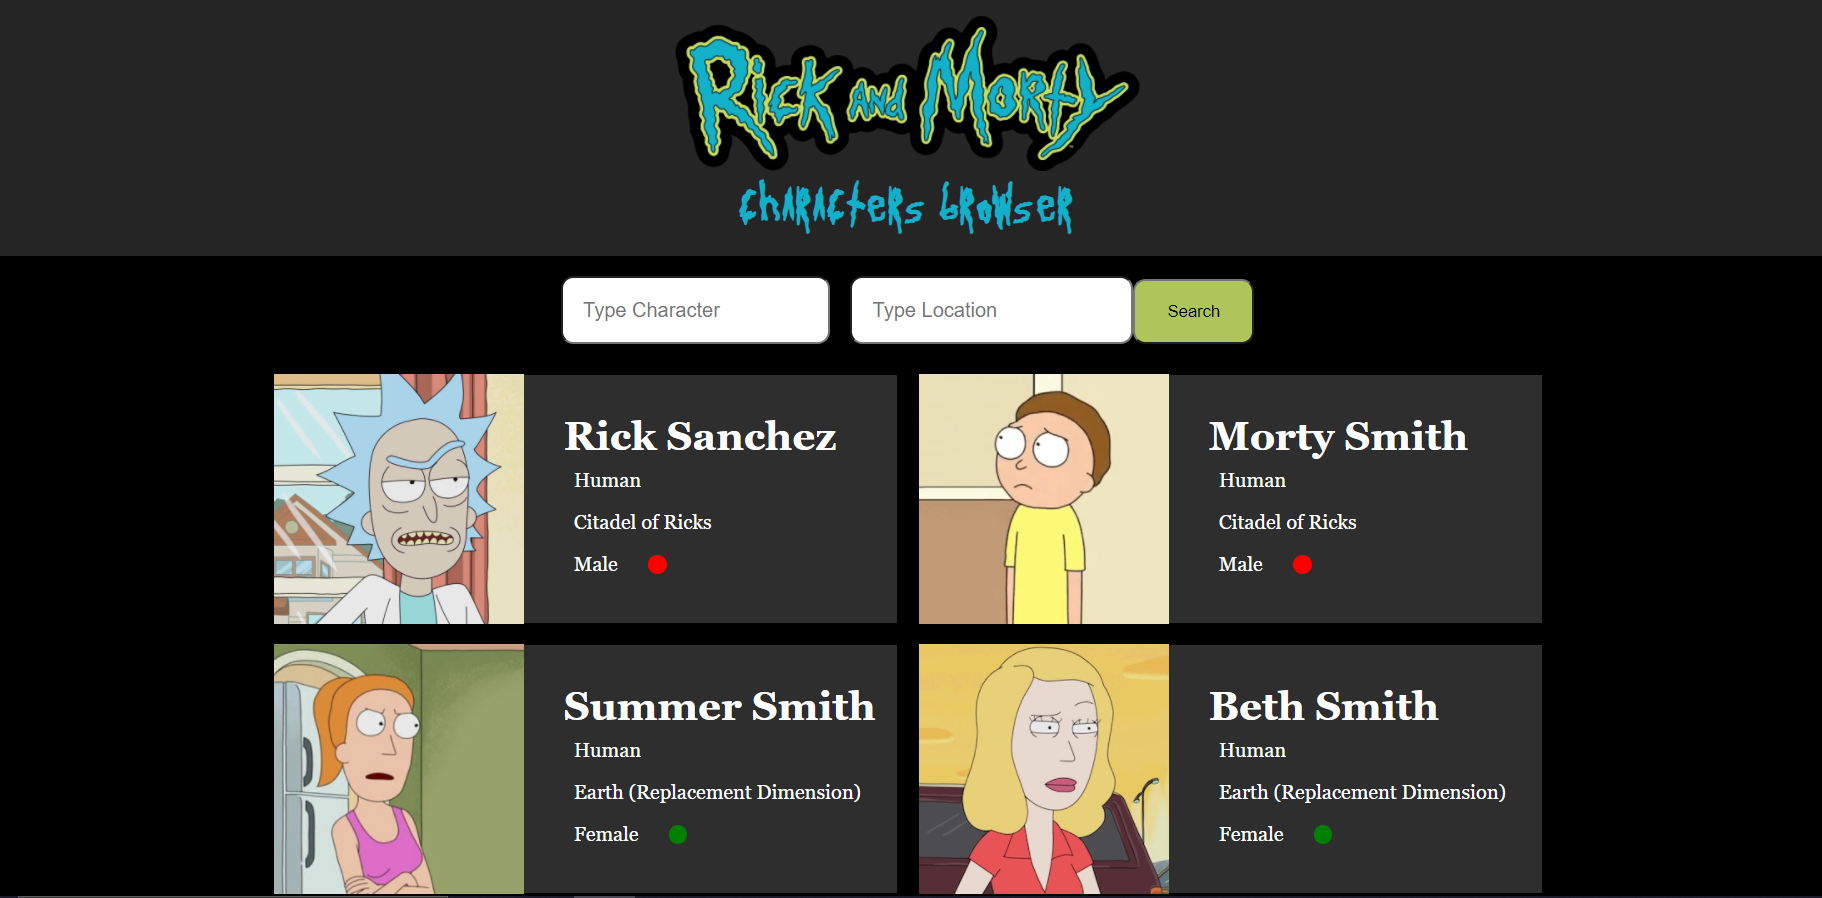 Rick and Morty
characters browser
Type Character
Type Location
Search
Rick Sanchez
Human
Citadel of Ricks
Male
Morty Smith
Human
Citadel of Ricks
Male
Summer Smith
Human
Earth (Replacement Dimension)
Female
Beth Smith
Human
Earth (Replacement Dimension)
Female